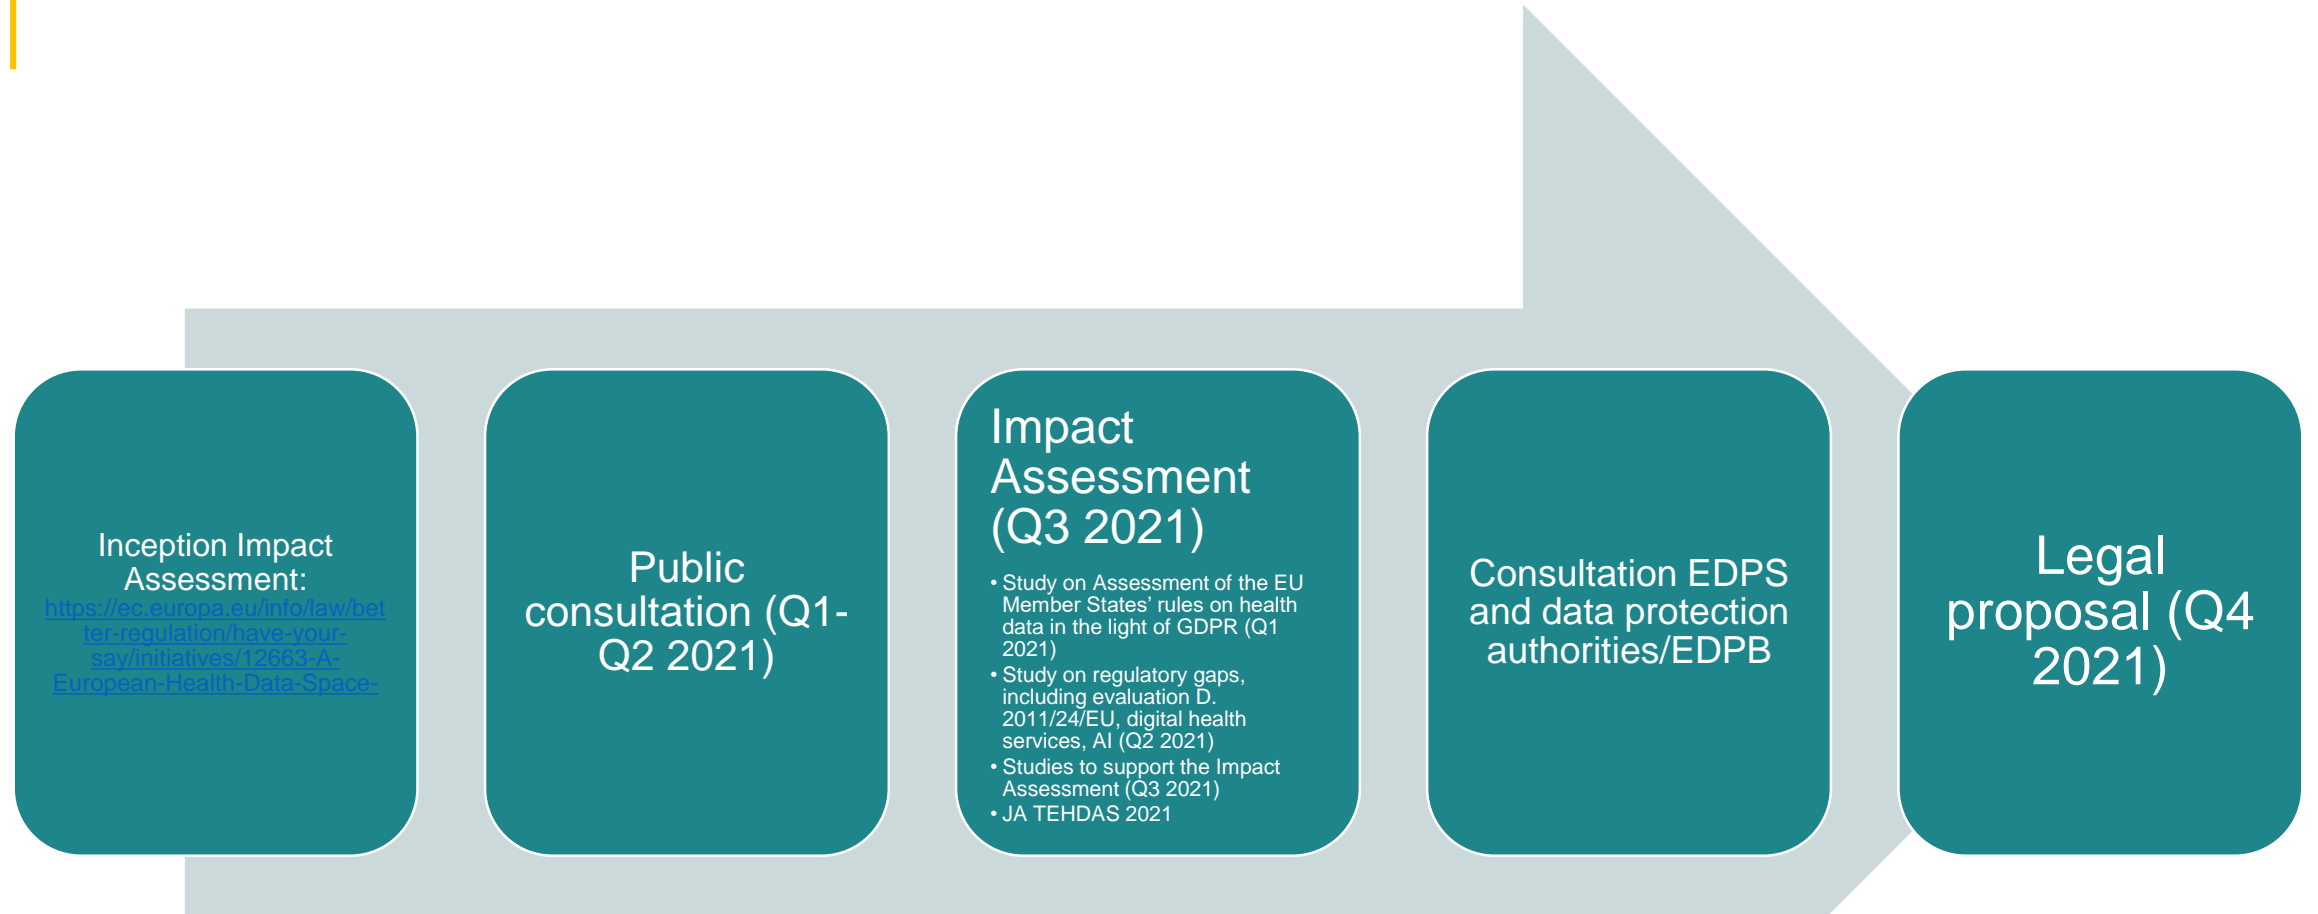 Inception Impact
Assessment:
https://ec.europa.eu/info/law/bet
ter-regulation/have-your-
say/initiatives/12663-A-
European-Health-Data-Space-
Public
consultation (Q1-
Q2 2021)
Impact
Assessment
(Q3 2021)
• Study on Assessment of the EU
Member States’ rules on health
data in the light of GDPR (Q1
2021)
• Study on regulatory gaps,
including evaluation D.
2011/24/EU, digital health
services, AI (Q2 2021)
• Studies to support the Impact
Assessment (Q3 2021)
• JA TEHDAS 2021
Consultation EDPS
and data protection
authorities/EDPB
Legal
proposal (Q4
2021)